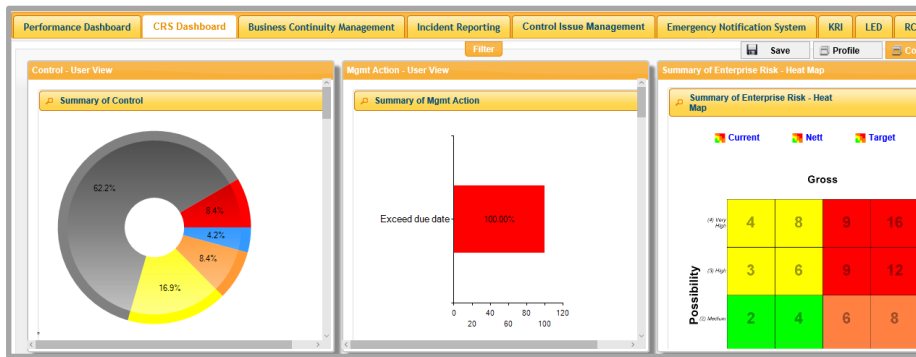 Performance Dashboard CRS Dashboard Business Continuity Management Incident Reporting Control Issue Management Emergency Notification System KRI LED
Filter
Save Profile
Control - User View
Mgmt Action - User View
Summary of Enterprise Risk - Heat Map
Summary of Control
Summary of Mgmt Action
Summary of Enterprise Risk - Heat
Map
Current Nett Target
Gross
62.2%
8.4%
4.2%
8.4%
16.9%
Exceed due date
100.00%
0 40 80 120
20 60 100
Possibility
(4) Very
High
4 8 9 16
(3) High
3 6 9 12
(2) Medium
2 4 6 8